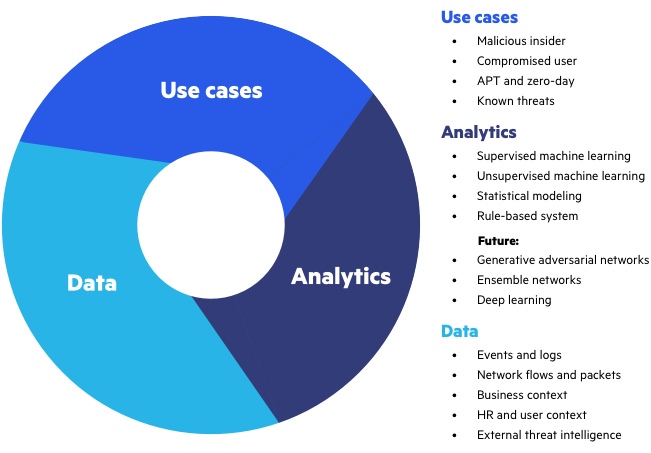 Use cases
Analytics
Data
Use cases
• Malicious insider
• Compromised user
• APT and zero-day
• Known threats
Analytics
• Supervised machine learning
• Unsupervised machine learning
• Statistical modeling
• Rule-based system
Future:
• Generative adversarial networks
• Ensemble networks
• Deep learning
Data
• Events and logs
• Network flows and packets
• Business context
• HR and user context
• External threat intelligence